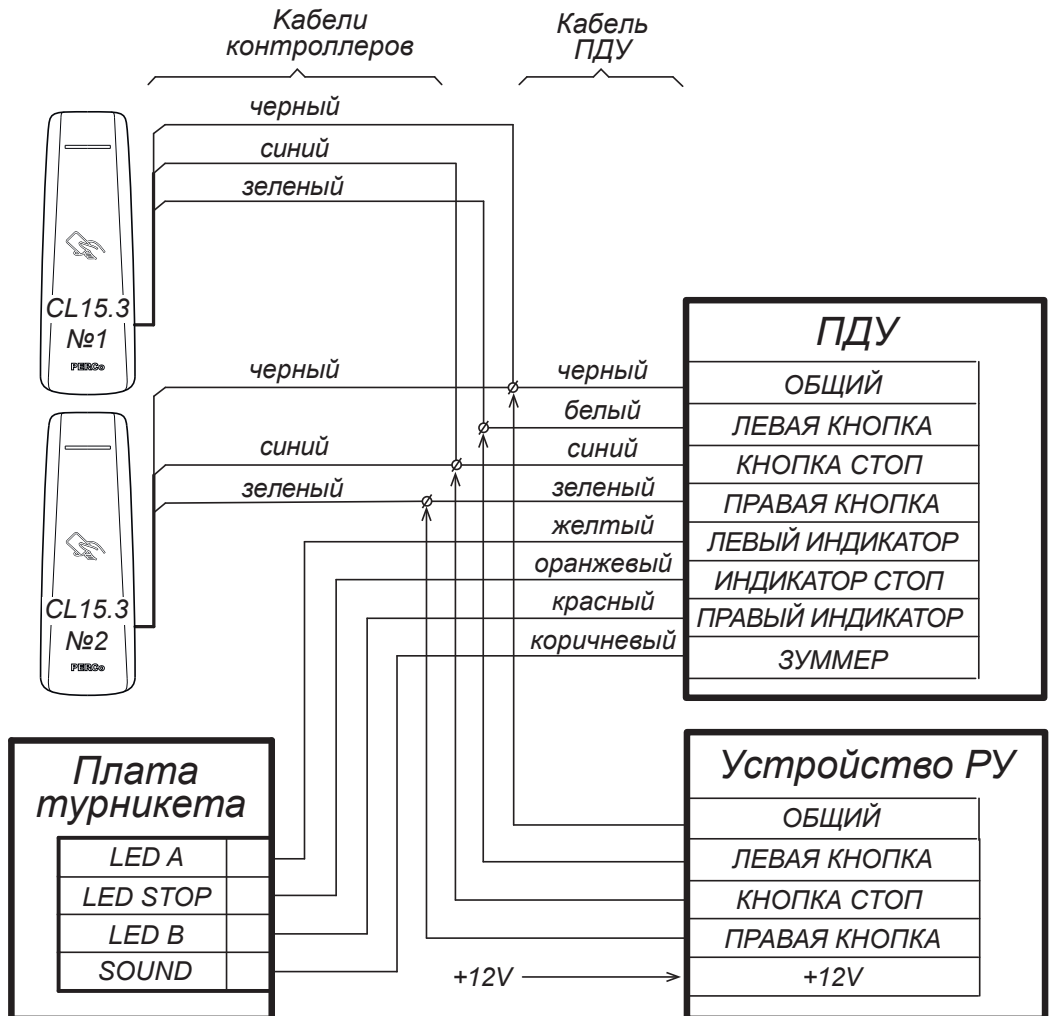 Кабели
контроллеров
Кабель
ПДУ
черный
синий
зеленый
CL15.3
№1
PERCo
черный
синий
зеленый
CL15.3
№2
PERCo
черный
белый
синий
зеленый
желтый
оранжевый
красный
коричневый
ПДУ
ОБЩИЙ
ЛЕВАЯ КНОПКА
КНОПКА СТОП
ПРАВАЯ КНОПКА
ЛЕВЫЙ ИНДИКАТОР
ИНДИКАТОР СТОП
ПРАВЫЙ ИНДИКАТОР
ЗУММЕР
Плата
турникета
LED A
LED STOP
LED B
SOUND
Устройство РУ
ОБЩИЙ
ЛЕВАЯ КНОПКА
КНОПКА СТОП
ПРАВАЯ КНОПКА
+12V
+12V